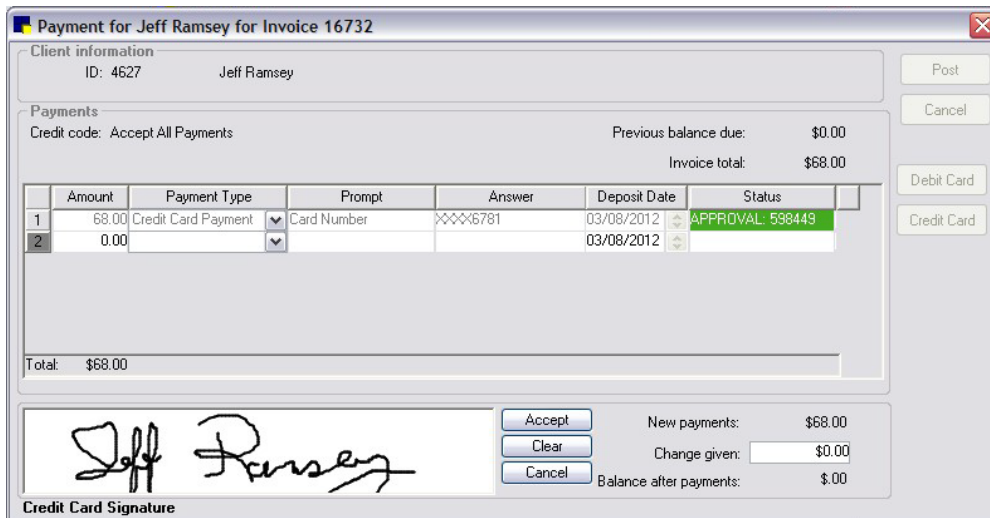 Payment for Jeff Ramsey for Invoice 16732
Client information
ID: 4627 Jeff Ramsey
Post
Payments
Cancel
Credit code: Accept All Payments Previous balance due: $0.00
Invoice total: $68.00
Debit Card
Amount Payment Type Prompt Answer Deposit Date Status
1 68.00 Credit Card Payment Card Number XXXX6781 03/08/2012 APPROVAL: 598449
Credit Card
2 0.00 03/08/2012
Total: $68.00
Jeff Ramsey
Accept New payments: $68.00
Clear Change given: $0.00
Cancel Balance after payments: $.00
Credit Card Signature